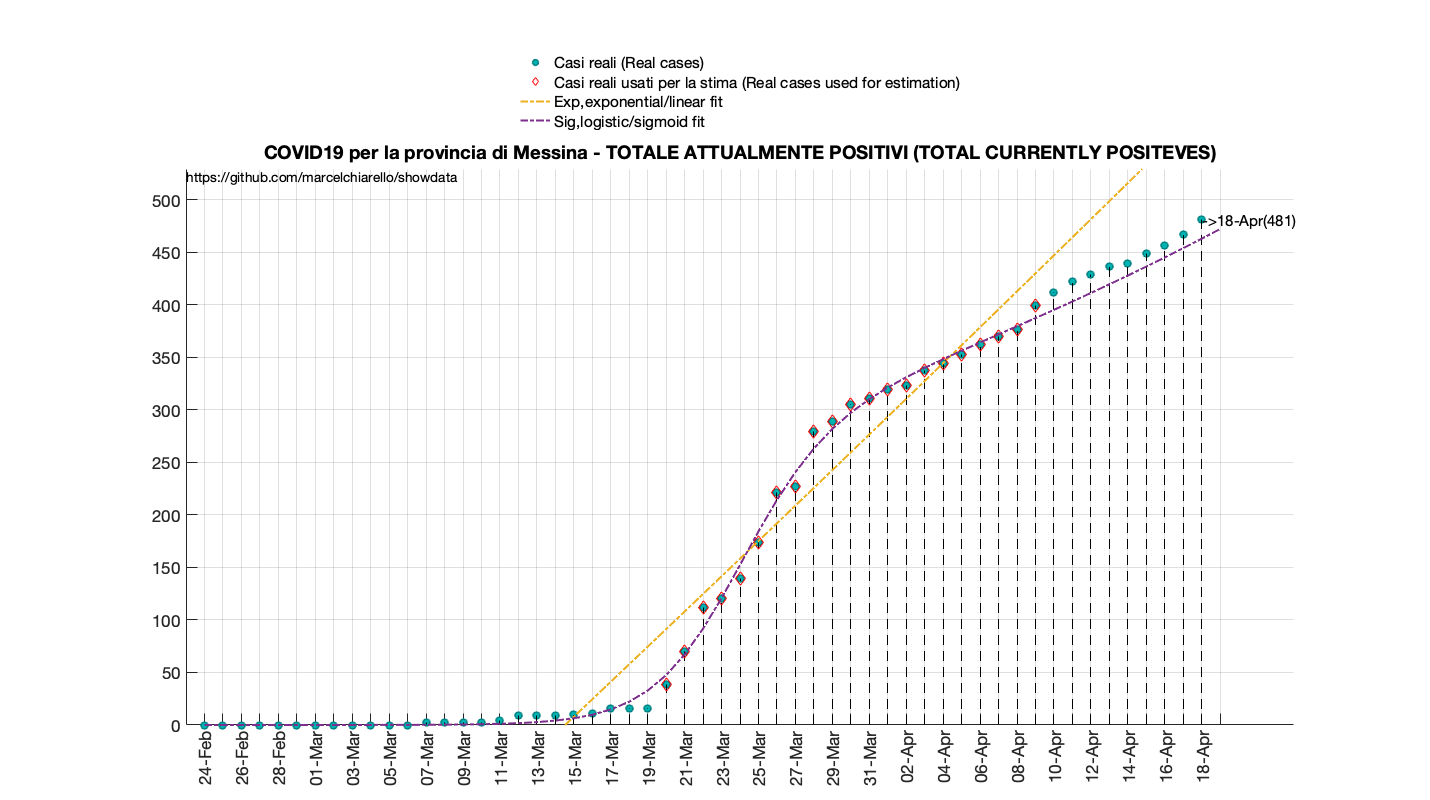 Casi reali (Real cases)
Casi reali usati per la stima (Real cases used for estimation)
Exp,exponential/linear fit
Sig,logistic/sigmoid fit
COVID19 per la provincia di Messina - TOTALE ATTUALMENTE POSITIVI (TOTAL CURRENTLY POSITEVES)
https://github.com/marcelchiarello/showdata
500
->18-Apr(481)
450
400
350
300
250
200
150
100
50
0
24-Feb
26-Feb
28-Feb
01-Mar
03-Mar
05-Mar
07-Mar
09-Mar
11-Mar
13-Mar
15-Mar
17-Mar
19-Mar
21-Mar
23-Mar
25-Mar
27-Mar
29-Mar
31-Mar
02-Apr
04-Apr
06-Apr
08-Apr
10-Apr
12-Apr
14-Apr
16-Apr
18-Apr